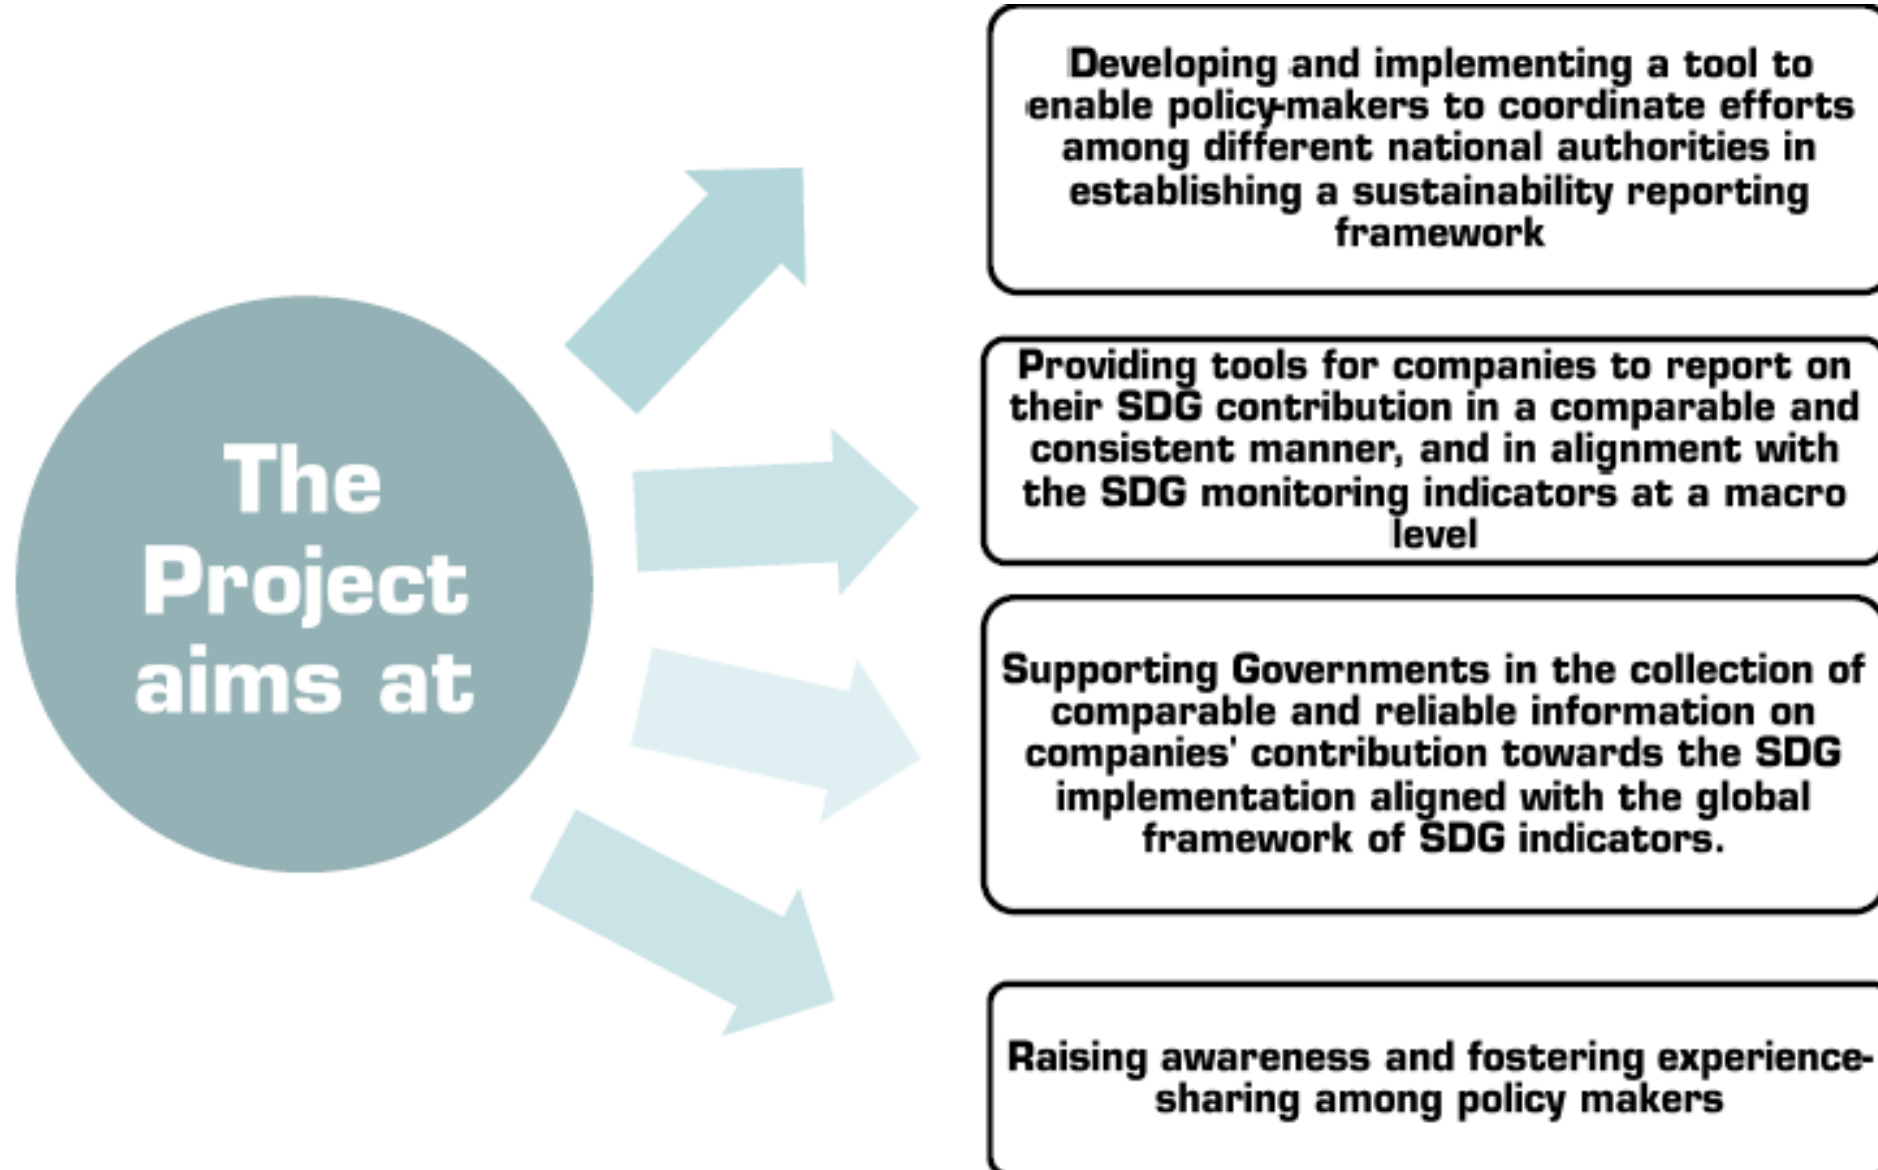 The
Project
aims at
Developing and implementing a tool to
enable policy-makers to coordinate efforts
among different national authorities in
establishing a sustainability reporting
framework
Providing tools for companies to report on
their SDG contribution in a comparable and
consistent manner, and in alignment with
the SDG monitoring indicators at a macro
level
Supporting Governments in the collection of
comparable and reliable information on
companies' contribution towards the SDG
implementation aligned with the global
framework of SDG indicators.
Raising awareness and fostering experience-
sharing among policy makers